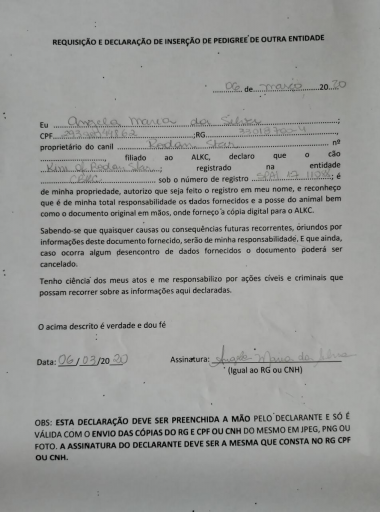 REQUISIÇÃO E DECLARAÇÃO DE INSERÇÃO DE PEDIGREE DE OUTRA ENTIDADE
06 de março 20 20
Eu Angela Maria da Silva;
CPF ;RG ,
proprietário do canil Rodan Star nº
, filiado ao ALKC, declaro que o cão
King of Rodan Star; registrado na entidade
sob o número de registro ; é
de minha propriedade, autorizo que seja feito o registro em meu nome, e reconheço
que é de minha total responsabilidade os dados fornecidos e a posse do animal bem
como o documento original em mãos, onde forneço a cópia digital para o ALKC.
Sabendo-se que quaisquer causas ou consequências futuras recorrentes, oriundos por
informações deste documento fornecido, serão de minha responsabilidade. E que ainda,
caso ocorra algum desencontro de dados fornecidos o documento poderá ser
cancelado.
Tenho ciência dos meus atos e me responsabilizo por ações cíveis e criminais que
possam recorrer sobre as informações aqui declaradas.
O acima descrito é verdade e dou fé
Data: 06/03/20 20 Assinatura: Angela Maria da Silva
(Igual ao RG ou CNH)
OBS: ESTA DECLARAÇÃO DEVE SER PREENCHIDA A MÃO PELO DECLARANTE E SÓ É
VÁLIDA COM O ENVIO DAS CÓPIAS DO RG E CPF OU CNH DO MESMO EM JPEG, PNG OU
FOTO. A ASSINATURA DO DECLARANTE DEVE SER A MESMA QUE CONSTA NO RG CPF
OU CNH.